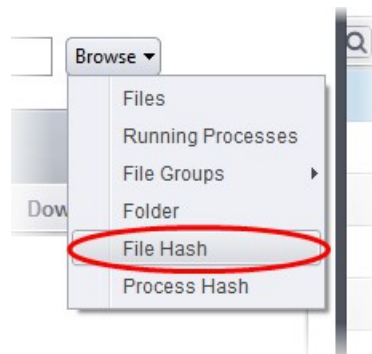 Browse
Files
Running Processes
File Groups
Dow
Folder
File Hash
Process Hash